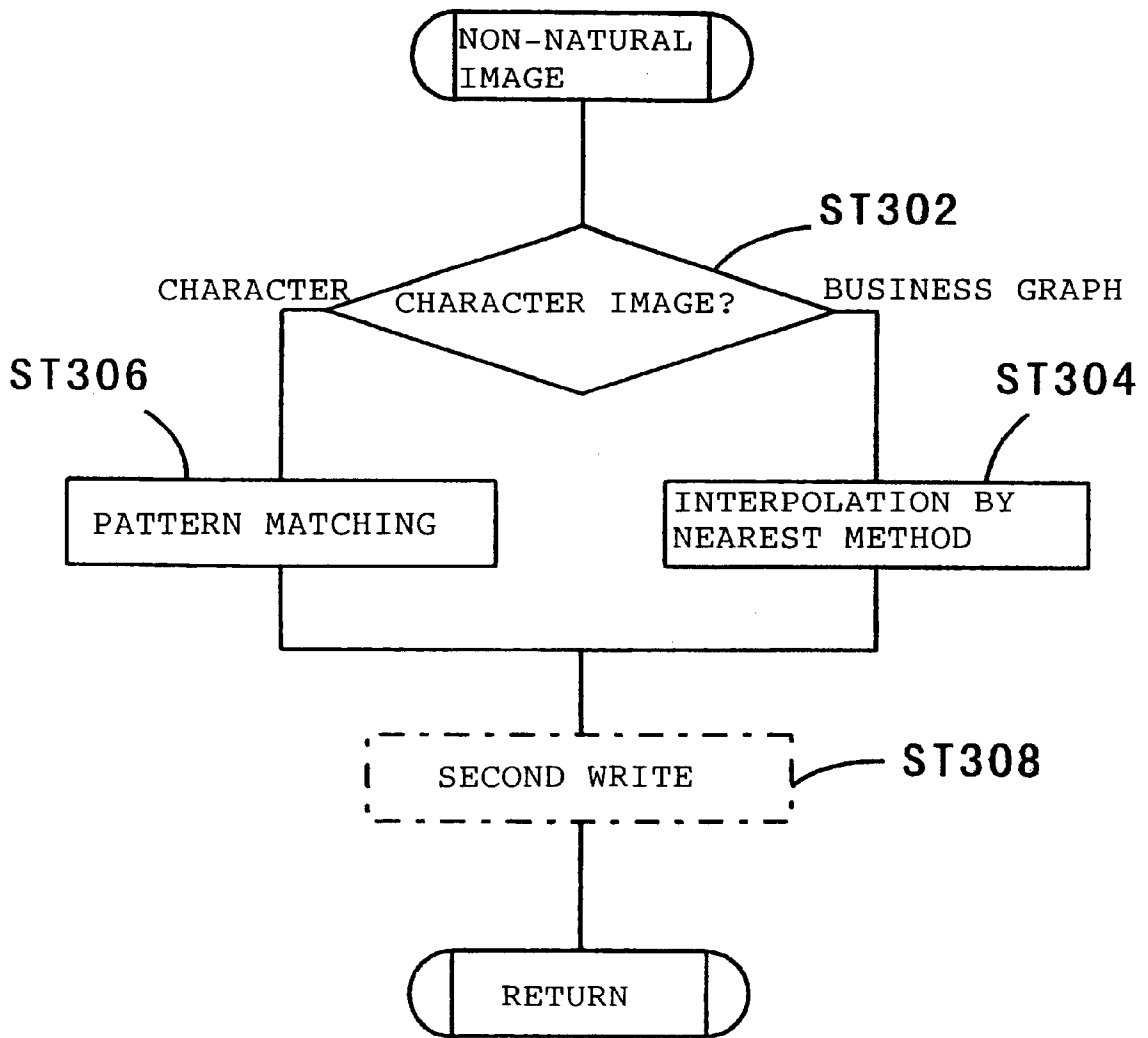 NON-NATURAL
IMAGE
ST302
CHARACTER
CHARACTER IMAGE?
BUSINESS GRAPH
ST306
ST304
PATTERN MATCHING
INTERPOLATION BY
NEAREST METHOD
SECOND WRITE
ST308
RETURN